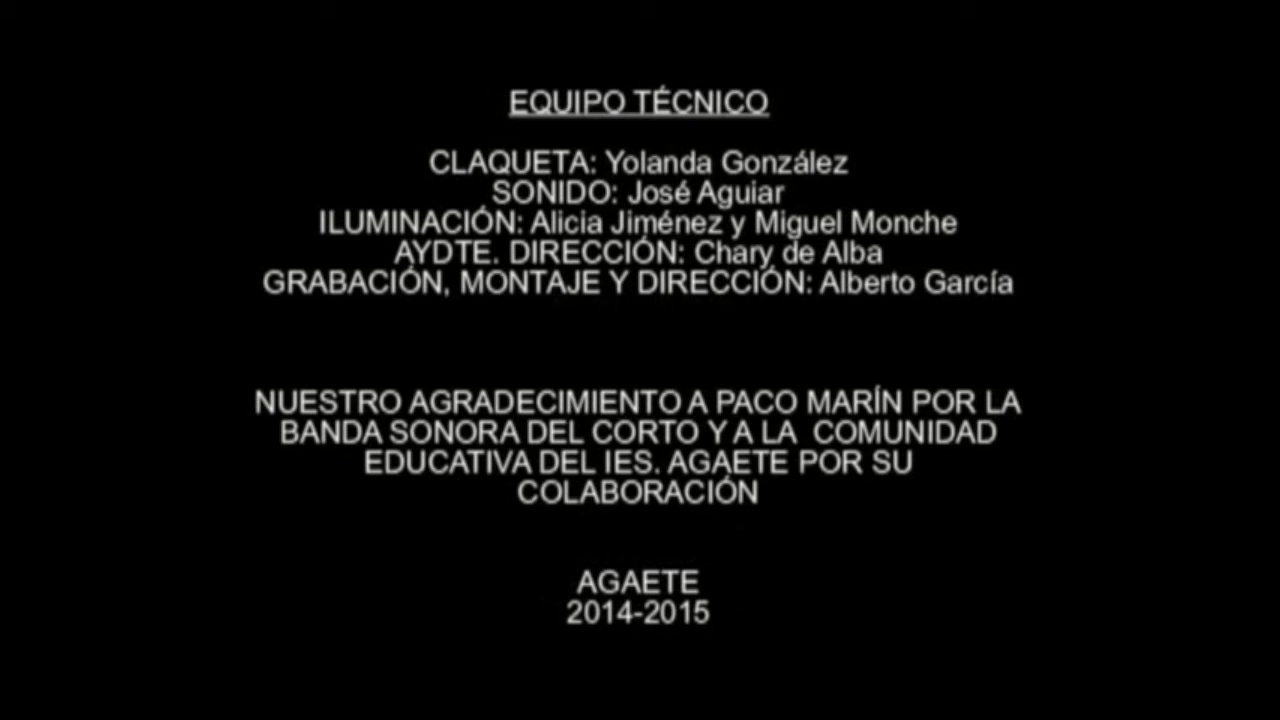 EQUIPO TÉCNICO
CLAQUETA: Yolanda González
SONIDO: José Aguiar
ILUMINACIÓN: Alicia Jiménez y Miguel Monche
AYDTE. DIRECCIÓN: Chary de Alba
GRABACIÓN, MONTAJE Y DIRECCIÓN: Alberto García
NUESTRO AGRADECIMIENTO A PACO MARÍN POR LA
BANDA SONORA DEL CORTO Y A LA COMUNIDAD
EDUCATIVA DEL IES. AGAETE POR SU
COLABORACIÓN
AGAETE
2014-2015